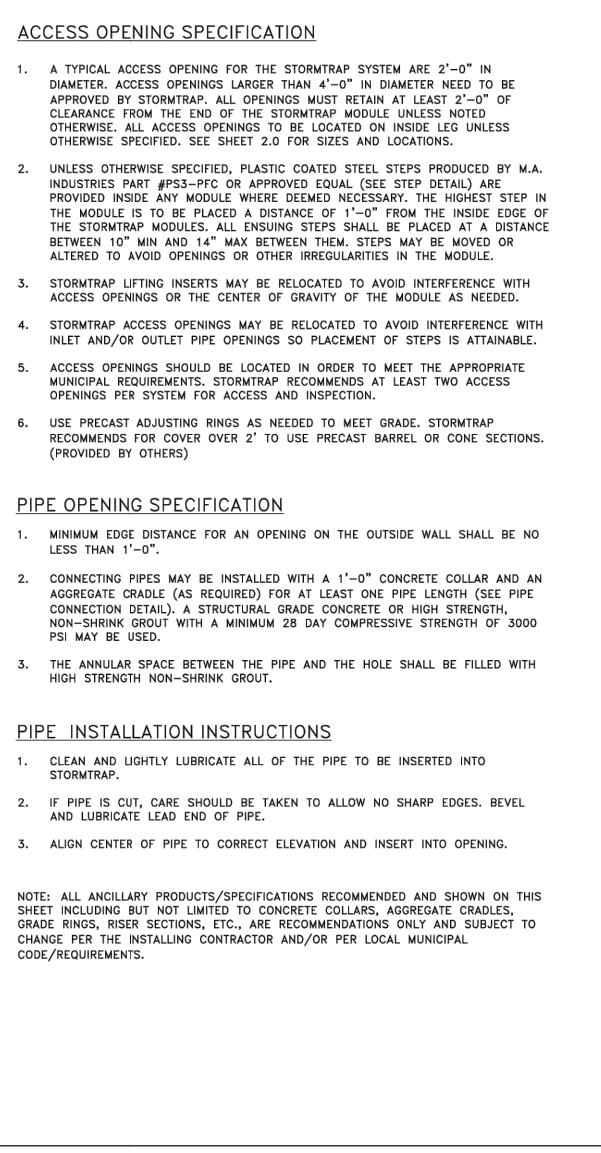 ACCESS OPENING SPECIFICATION
1. A TYPICAL ACCESS OPENING FOR THE STORMTRAP SYSTEM ARE 2'-0" IN
DIAMETER. ACCESS OPENINGS LARGER THAN 4'-0" IN DIAMETER NEED TO BE
APPROVED BY STORMTRAP. ALL OPENINGS MUST RETAIN AT LEAST 2'-0" OF
CLEARANCE FROM THE END OF THE STORMTRAP MODULE UNLESS NOTED
OTHERWISE. ALL ACCESS OPENINGS TO BE LOCATED ON INSIDE LEG UNLESS
OTHERWISE SPECIFIED. SEE SHEET 2.0 FOR SIZES AND LOCATIONS.
2. UNLESS OTHERWISE SPECIFIED, PLASTIC COATED STEEL STEPS PRODUCED BY M.A.
INDUSTRIES PART #PS3-PFC OR APPROVED EQUAL (SEE STEP DETAIL) ARE
PROVIDED INSIDE ANY MODULE WHERE DEEMED NECESSARY. THE HIGHEST STEP IN
THE MODULE IS TO BE PLACED A DISTANCE OF 1'-0" FROM THE INSIDE EDGE OF
THE STORMTRAP MODULES. ALL ENSUING STEPS SHALL BE PLACED AT A DISTANCE
BETWEEN 10" MIN AND 14" MAX BETWEEN THEM. STEPS MAY BE MOVED OR
ALTERED TO AVOID OPENINGS OR OTHER IRREGULARITIES IN THE MODULE.
3. STORMTRAP LIFTING INSERTS MAY BE RELOCATED TO AVOID INTERFERENCE WITH
ACCESS OPENINGS OR THE CENTER OF GRAVITY OF THE MODULE AS NEEDED.
4. STORMTRAP ACCESS OPENINGS MAY BE RELOCATED TO AVOID INTERFERENCE WITH
INLET AND/OR OUTLET PIPE OPENINGS SO PLACEMENT OF STEPS IS ATTAINABLE.
5. ACCESS OPENINGS SHOULD BE LOCATED IN ORDER TO MEET THE APPROPRIATE
MUNICIPAL REQUIREMENTS. STORMTRAP RECOMMENDS AT LEAST TWO ACCESS
OPENINGS PER SYSTEM FOR ACCESS AND INSPECTION.
6. USE PRECAST ADJUSTING RINGS AS NEEDED TO MEET GRADE. STORMTRAP
RECOMMENDS FOR COVER OVER 2' TO USE PRECAST BARREL OR CONE SECTIONS.
(PROVIDED BY OTHERS)
PIPE OPENING SPECIFICATION
1. MINIMUM EDGE DISTANCE FOR AN OPENING ON THE OUTSIDE WALL SHALL BE NO
LESS THAN 1'-0".
2. CONNECTING PIPES MAY BE INSTALLED WITH A 1'-0" CONCRETE COLLAR AND AN
AGGREGATE CRADLE (AS REQUIRED) FOR AT LEAST ONE PIPE LENGTH (SEE PIPE
CONNECTION DETAIL). A STRUCTURAL GRADE CONCRETE OR HIGH STRENGTH,
NON-SHRINK GROUT WITH A MINIMUM 28 DAY COMPRESSIVE STRENGTH OF 3000
PSI MAY BE USED.
3. THE ANNULAR SPACE BETWEEN THE PIPE AND THE HOLE SHALL BE FILLED WITH
HIGH STRENGTH NON-SHRINK GROUT.
PIPE INSTALLATION INSTRUCTIONS
1. CLEAN AND LIGHTLY LUBRICATE ALL OF THE PIPE TO BE INSERTED INTO
STORMTRAP.
2. IF PIPE IS CUT, CARE SHOULD BE TAKEN TO ALLOW NO SHARP EDGES. BEVEL
AND LUBRICATE LEAD END OF PIPE.
3. ALIGN CENTER OF PIPE TO CORRECT ELEVATION AND INSERT INTO OPENING.
NOTE: ALL ANCILLARY PRODUCTS/SPECIFICATIONS RECOMMENDED AND SHOWN ON THIS
SHEET INCLUDING BUT NOT LIMITED TO CONCRETE COLLARS, AGGREGATE CRADLES,
GRADE RINGS, RISER SECTIONS, ETC., ARE RECOMMENDATIONS ONLY AND SUBJECT TO
CHANGE PER THE INSTALLING CONTRACTOR AND/OR PER LOCAL MUNICIPAL
CODE/REQUIREMENTS.